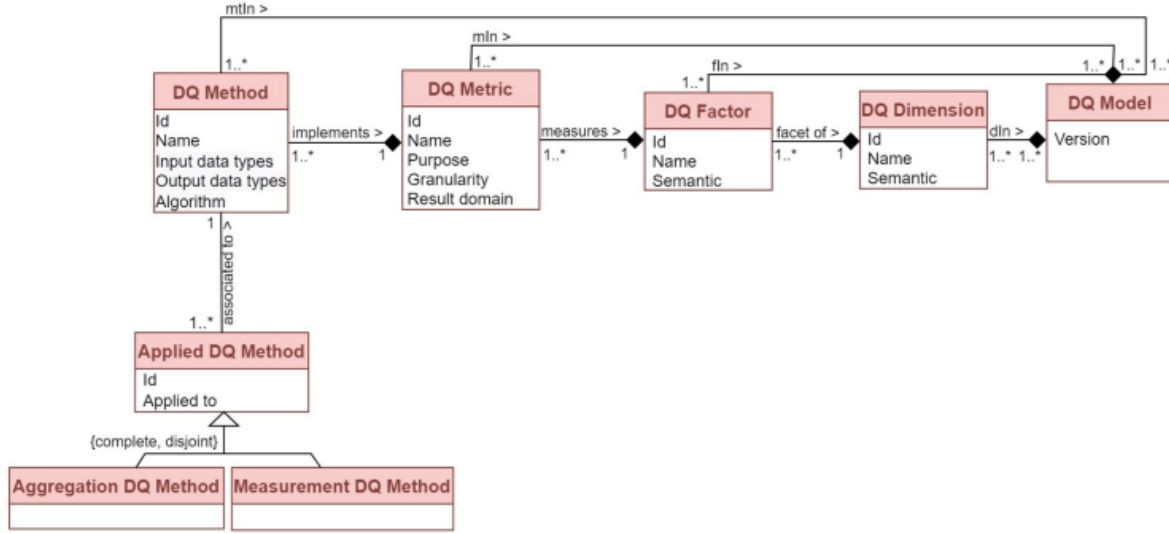 mtIn >
mIn >
fIn >
1..*
1..*
1..*
1..*
1..*
1..*
DQ Method
Id
Name
Input data types
Output data types
Algorithm
implements >
1..*
1
DQ Metric
Id
Name
Purpose
Granularity
Result domain
measures >
1..*
1
DQ Factor
Id
Name
Semantic
facet of >
1..*
1
DQ Dimension
Id
Name
Semantic
dIn >
1..*
1..*
DQ Model
Version
1
associated to >
1..*
Applied DQ Method
Id
Applied to
{complete, disjoint}
Aggregation DQ Method
Measurement DQ Method